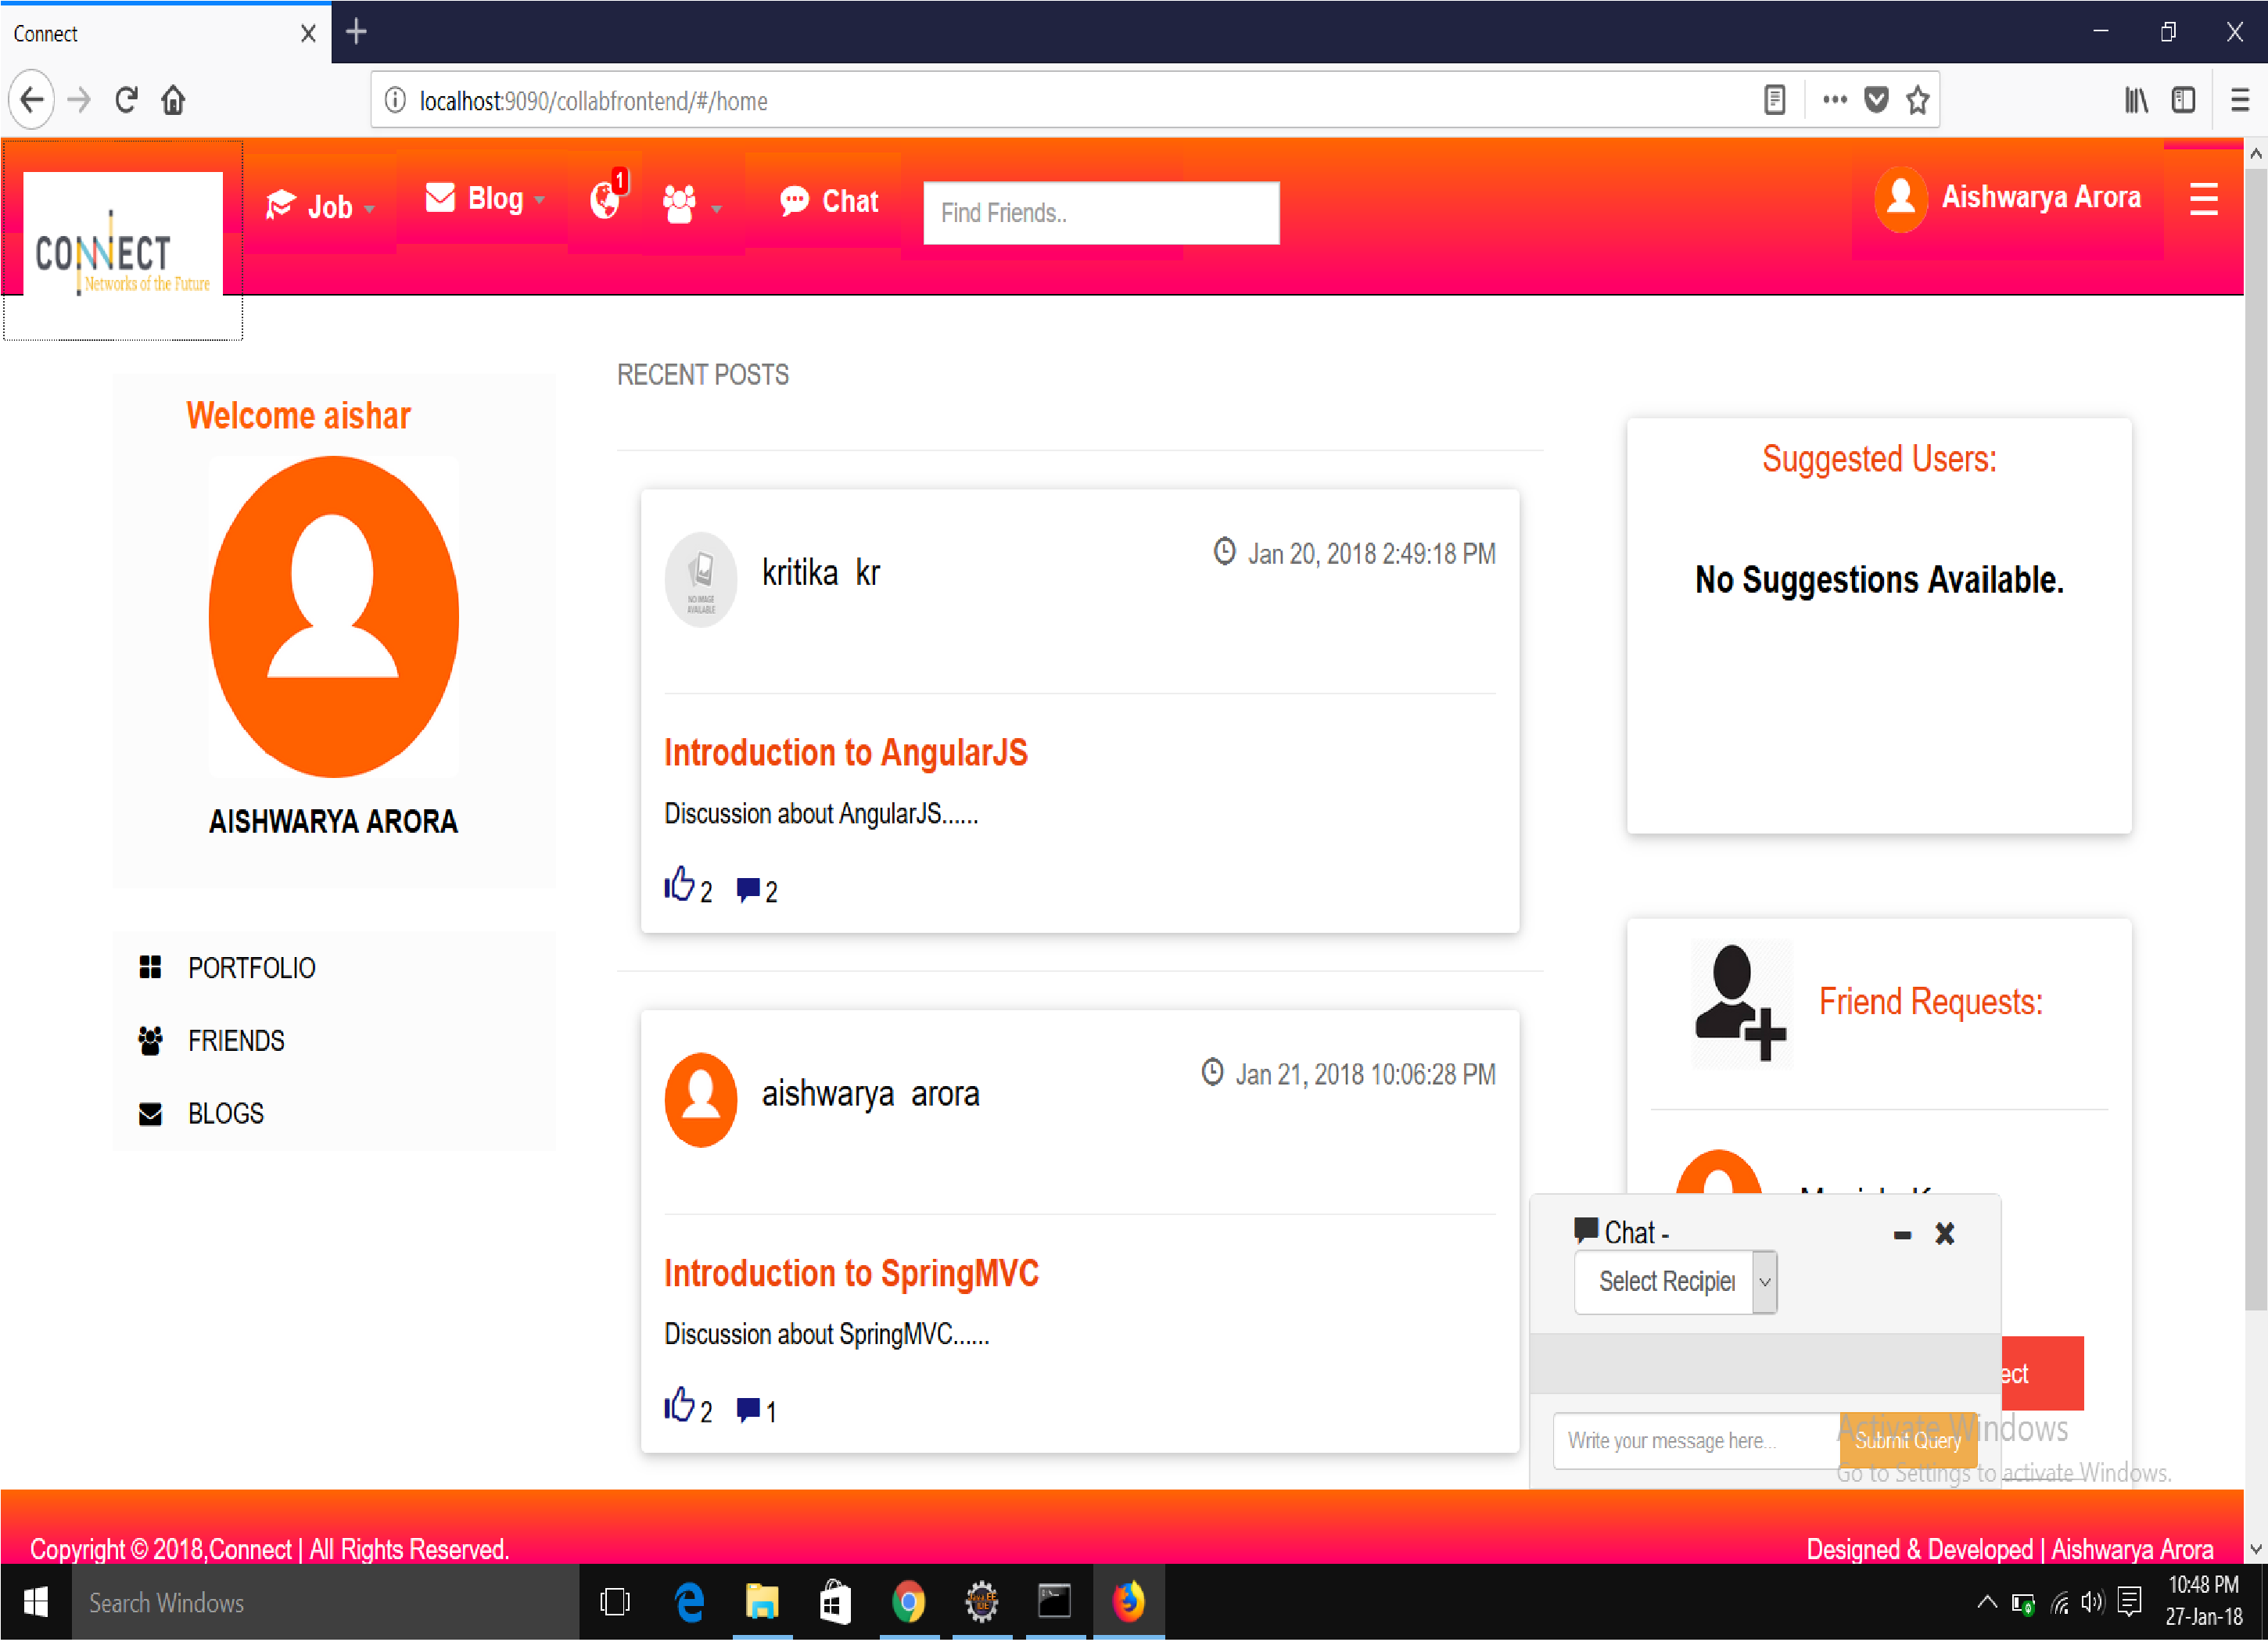 Connect
localhost:9090/collabfrontend/#/home
CONNECT
Networks of the Future
Job
Blog
1
Chat
Find Friends..
Aishwarya Arora
Welcome aishar
AISHWARYA ARORA
PORTFOLIO
FRIENDS
BLOGS
RECENT POSTS
kritika kr
Jan 20, 2018 2:49:18 PM
NO IMAGE
AVAILABLE
Introduction to AngularJS
Discussion about AngularJS......
2 2
aishwarya arora
Jan 21, 2018 10:06:28 PM
Introduction to SpringMVC
Discussion about SpringMVC......
2 1
Suggested Users:
No Suggestions Available.
Friend Requests:
Chat -
Select Recipie
ect
Write your message here...
Submit Query
Activate Windows
Go to Settings to activate Windows.
Copyright © 2018,Connect | All Rights Reserved.
Designed & Developed | Aishwarya Arora
Search Windows
10:48 PM
27-Jan-18